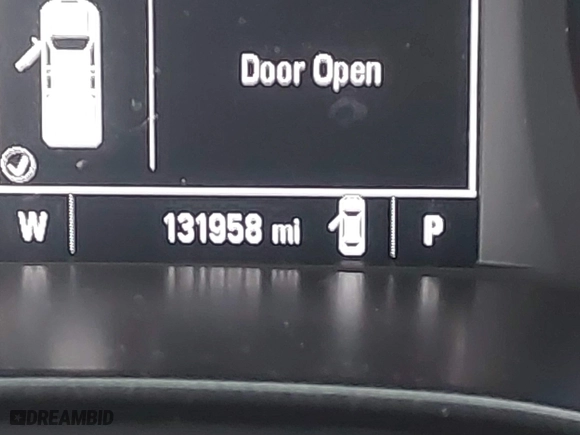 Door Open
W 131958 mi P
DREAMBID